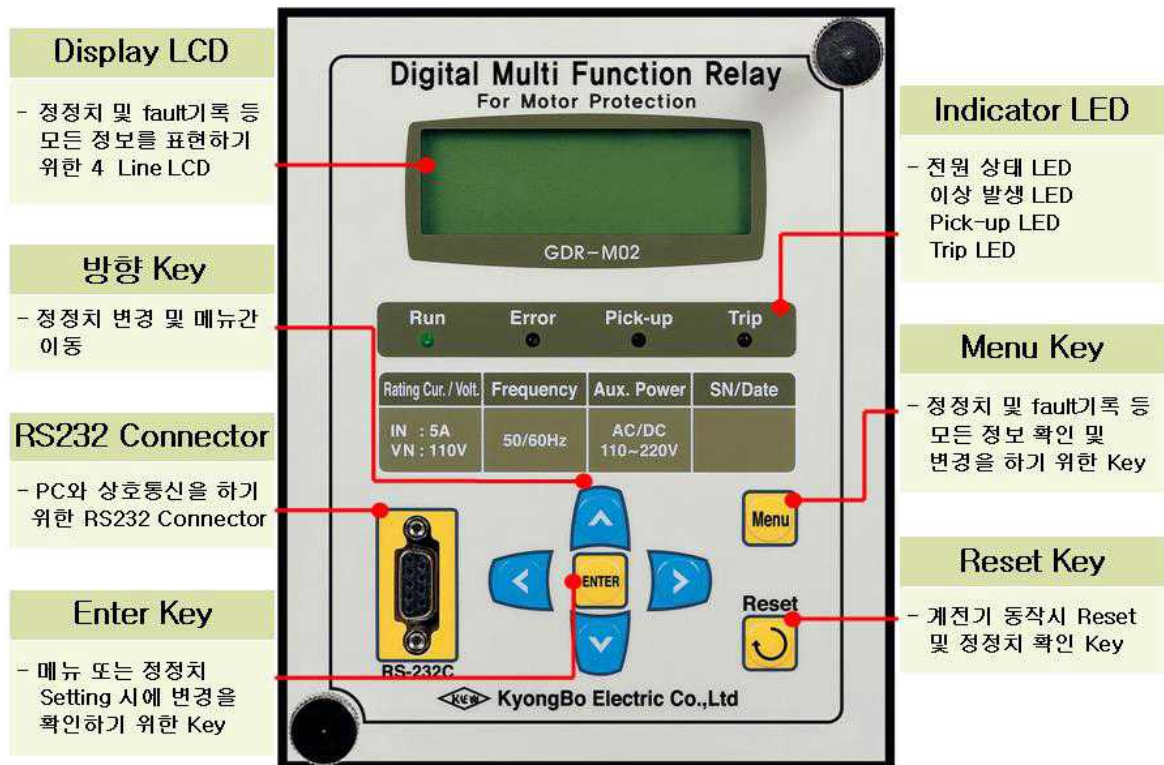 Display LCD
- 정정치 및 fault기록 등
모든 정보를 표현하기
위한 4 Line LCD
방향 Key
- 정정치 변경 및 메뉴간
이동
RS232 Connector
- PC와 상호통신을 하기
위한 RS232 Connector
Enter Key
- 메뉴 또는 정정치
Setting 시에 변경을
확인하기 위한 Key
Digital Multi Function Relay
For Motor Protection
GDR-M02
Run Error Pick-up Trip
Rating Cur. / Volt. Frequency Aux. Power SN/Date
IN : 5A
VN : 110V
50/60Hz
AC/DC
110~220V
Menu
ENTER
Reset
RS-232C
KEW KyongBo Electric Co.,Ltd
Indicator LED
- 전원 상태 LED
이상 발생 LED
Pick-up LED
Trip LED
Menu Key
- 정정치 및 fault기록 등
모든 정보 확인 및
변경을 하기 위한 Key
Reset Key
- 계전기 동작시 Reset
및 정정치 확인 Key